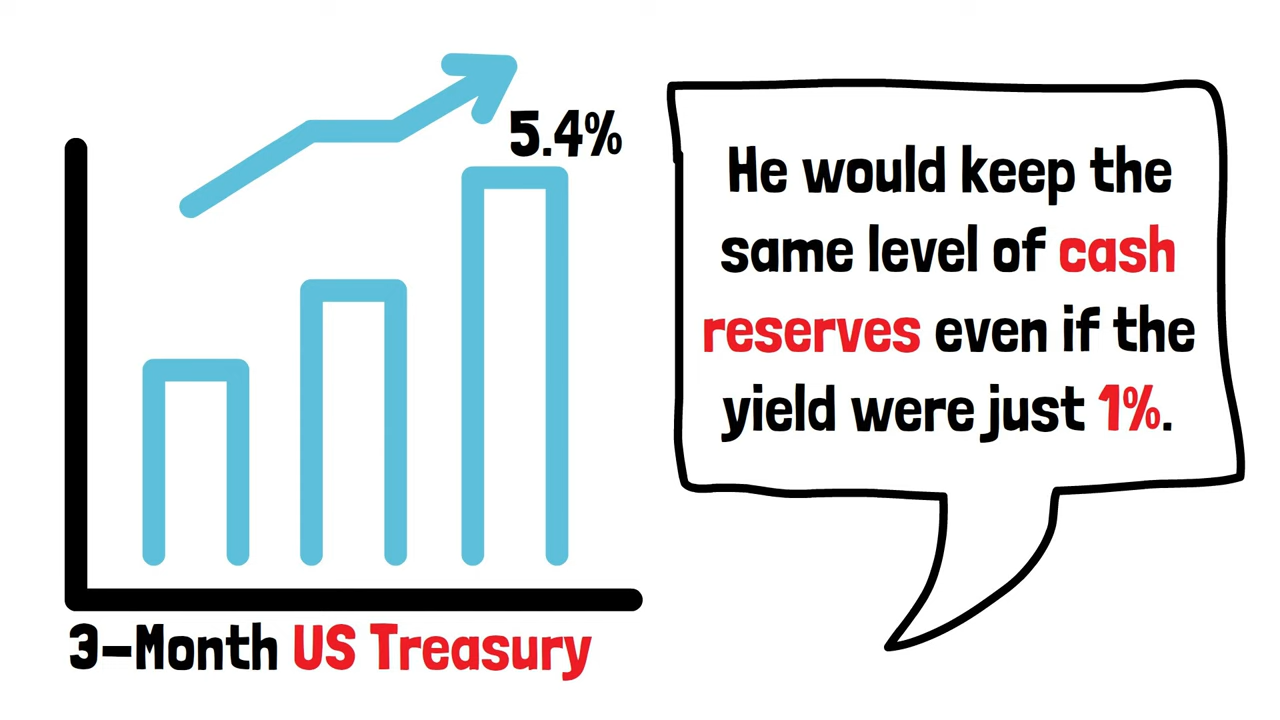 5.4%
3-Month US Treasury
He would keep the
same level of cash
reserves even if the
yield were just 1%.